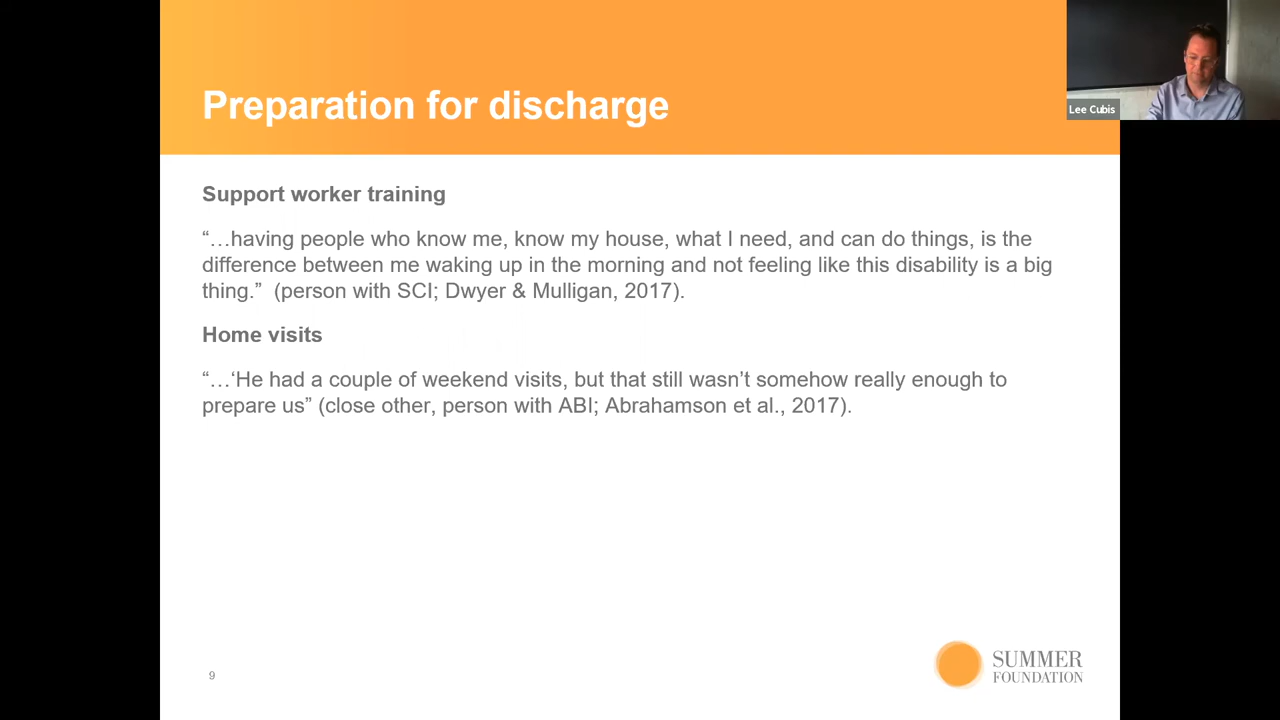 Lee Cubis
Preparation for discharge
Support worker training
“…having people who know me, know my house, what I need, and can do things, is the
difference between me waking up in the morning and not feeling like this disability is a big
thing.”  (person with SCI; Dwyer & Mulligan, 2017).
Home visits
“…‘He had a couple of weekend visits, but that still wasn’t somehow really enough to
prepare us” (close other, person with ABI; Abrahamson et al., 2017).
9
SUMMER
FOUNDATION